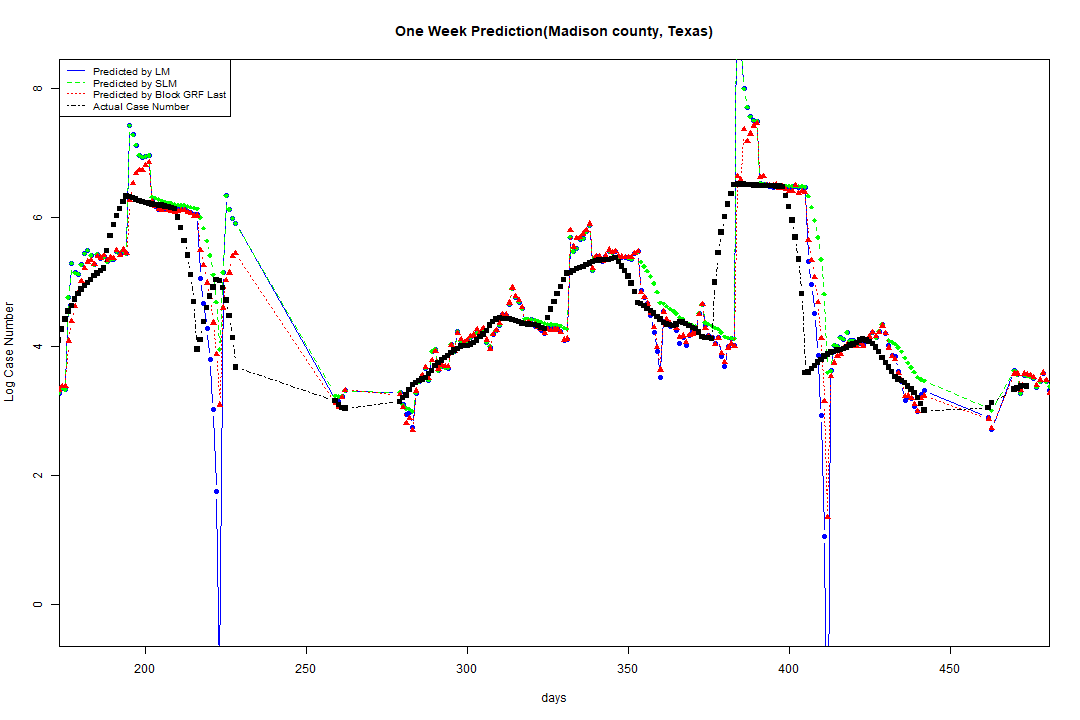 One Week Prediction(Madison county, Texas)
Predicted by LM
Predicted by SLM
Predicted by Block GRF Last
Actual Case Number
Log Case Number
8
6
4
2
0
200 250 300 350 400 450
days